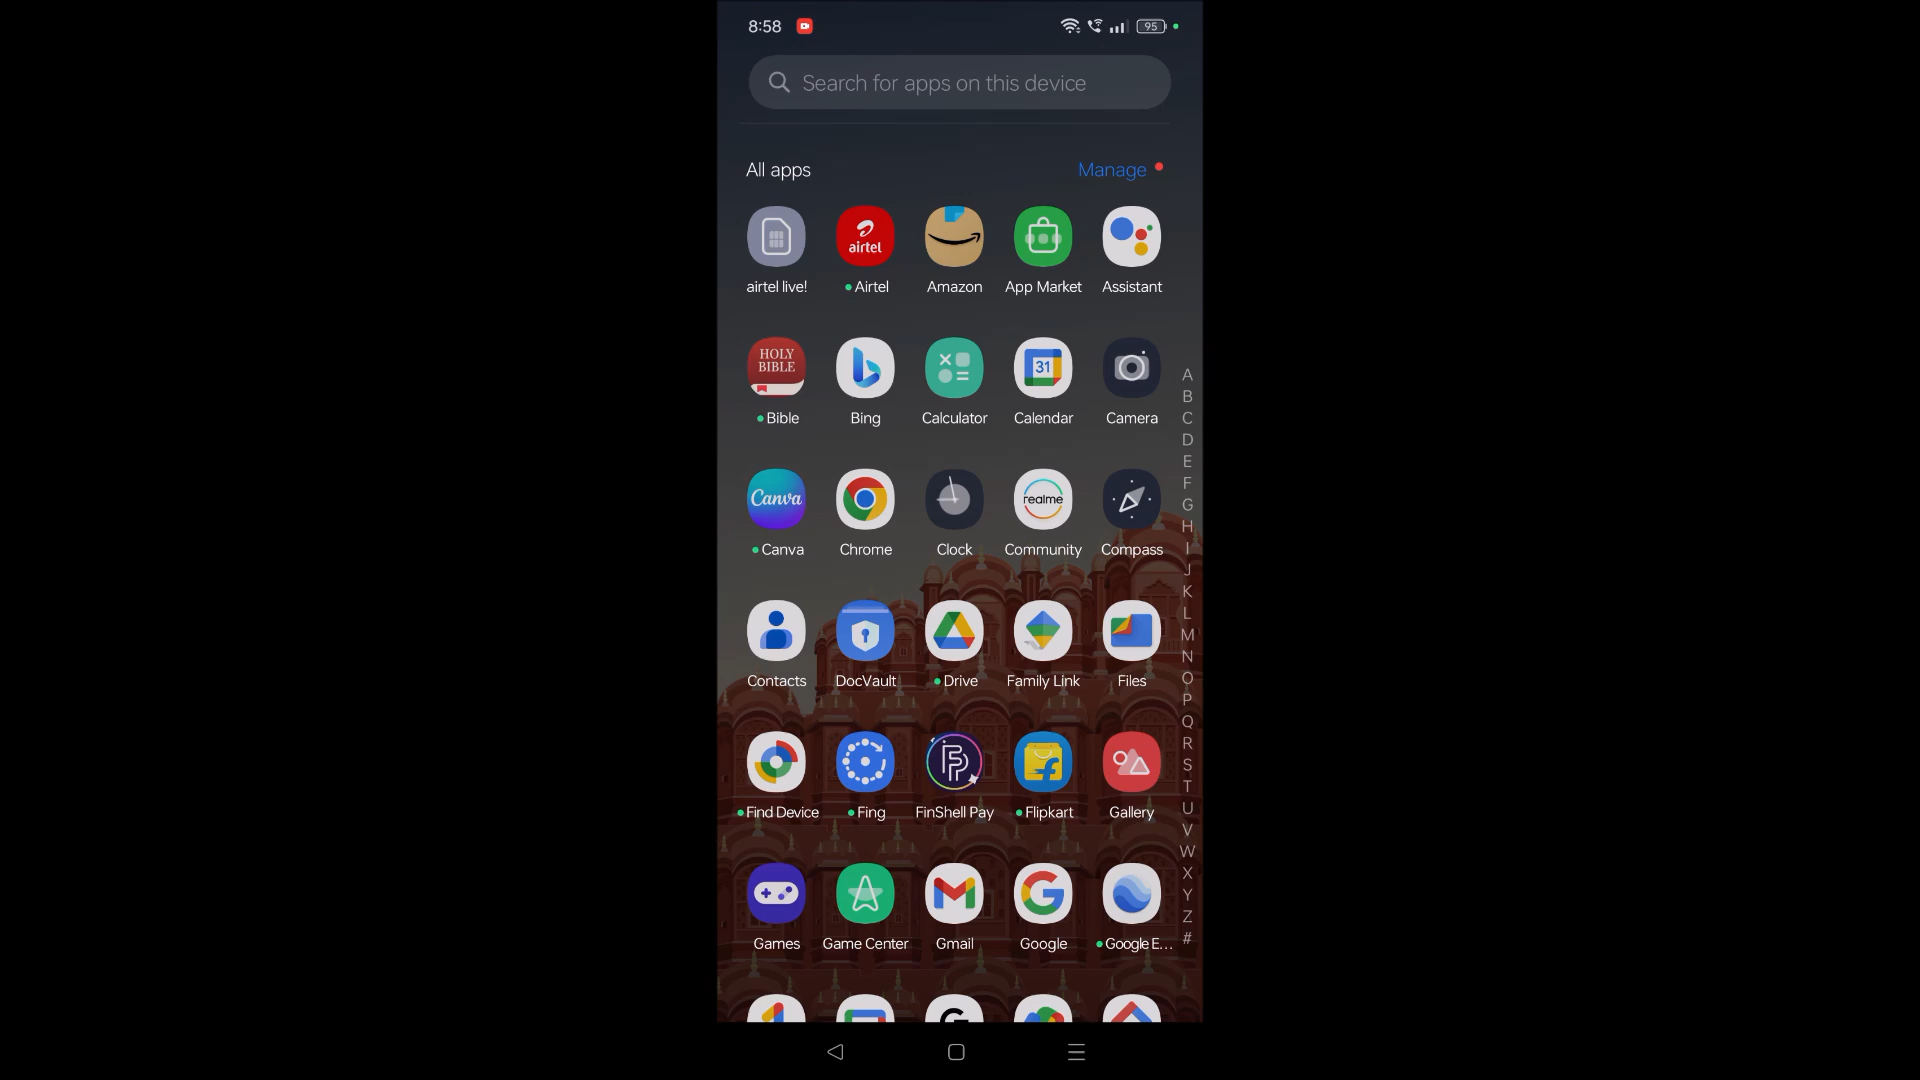 8:58 95
Search for apps on this device
All apps Manage
airtel
airtel live! Airtel Amazon App Market Assistant
HOLY
BIBLE
31
Bible Bing Calculator Calendar Camera
Canva realme
Canva Chrome Clock Community Compass
Contacts DocVault Drive Family Link Files
Find Device Fing FinShell Pay Flipkart Gallery
Games Game Center Gmail Google Google E...
A
B
C
D
E
F
G
H
I
J
K
L
M
N
O
P
Q
R
S
T
U
V
W
X
Y
Z
#